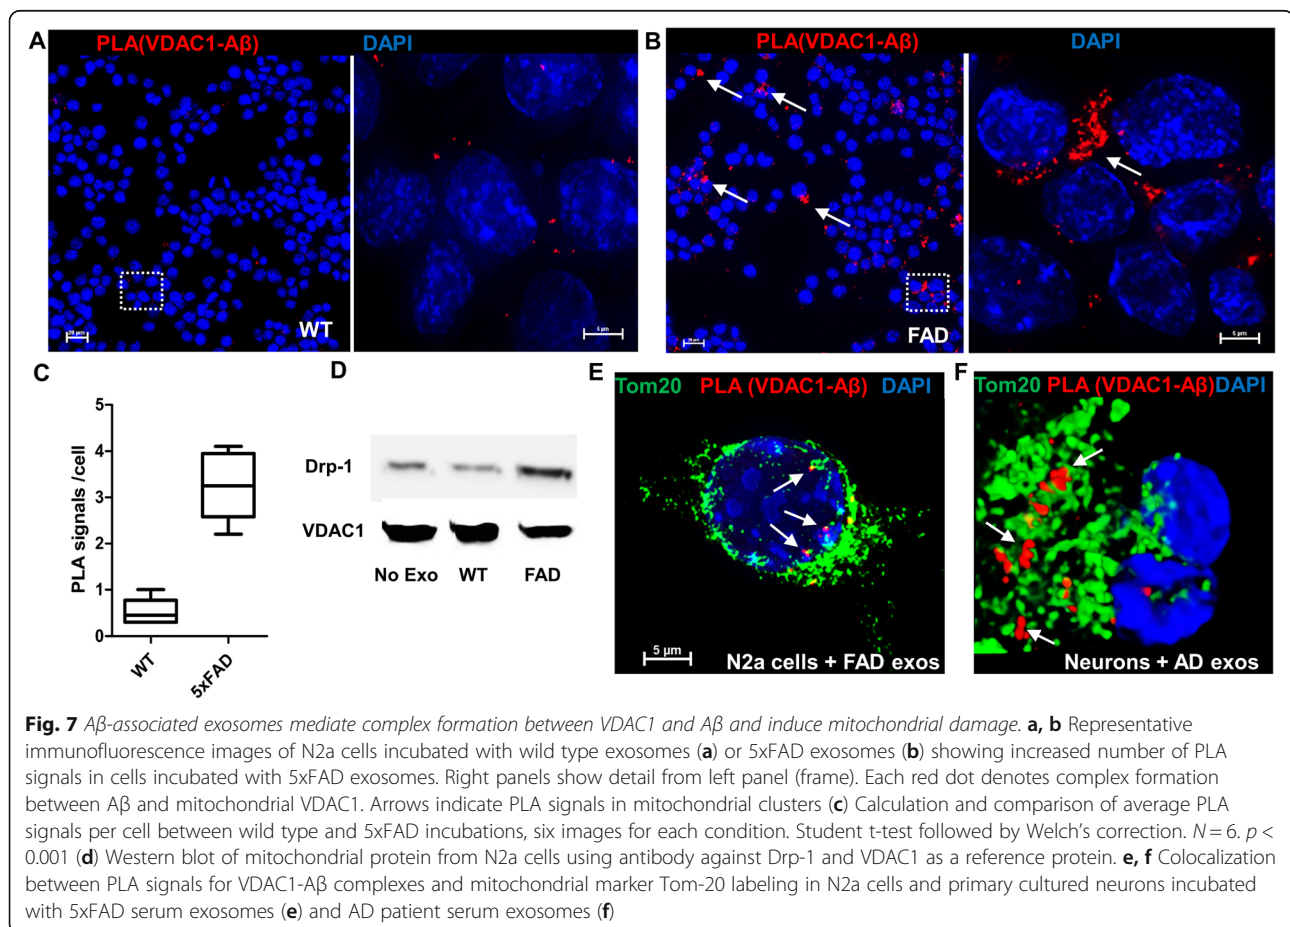 A PLA(VDAC1-Aβ) DAPI
20 µm
WT
5 µm
B PLA(VDAC1-Aβ) DAPI
20 µm
FAD
5 µm
C
PLA signals /cell
5
4
3
2
1
0
WT
5xFAD
D
Drp-1
VDAC1
No Exo WT FAD
E
Tom20 PLA (VDAC1-Aβ) DAPI
5 µm
N2a cells + FAD exos
F
Tom20 PLA (VDAC1-Aβ)DAPI
Neurons + AD exos
Fig. 7 Aβ-associated exosomes mediate complex formation between VDAC1 and Aβ and induce mitochondrial damage. a, b Representative
immunofluorescence images of N2a cells incubated with wild type exosomes (a) or 5xFAD exosomes (b) showing increased number of PLA
signals in cells incubated with 5xFAD exosomes. Right panels show detail from left panel (frame). Each red dot denotes complex formation
between Aβ and mitochondrial VDAC1. Arrows indicate PLA signals in mitochondrial clusters (c) Calculation and comparison of average PLA
signals per cell between wild type and 5xFAD incubations, six images for each condition. Student t-test followed by Welch's correction. N = 6. p <
0.001 (d) Western blot of mitochondrial protein from N2a cells using antibody against Drp-1 and VDAC1 as a reference protein. e, f Colocalization
between PLA signals for VDAC1-Aβ complexes and mitochondrial marker Tom-20 labeling in N2a cells and primary cultured neurons incubated
with 5xFAD serum exosomes (e) and AD patient serum exosomes (f)